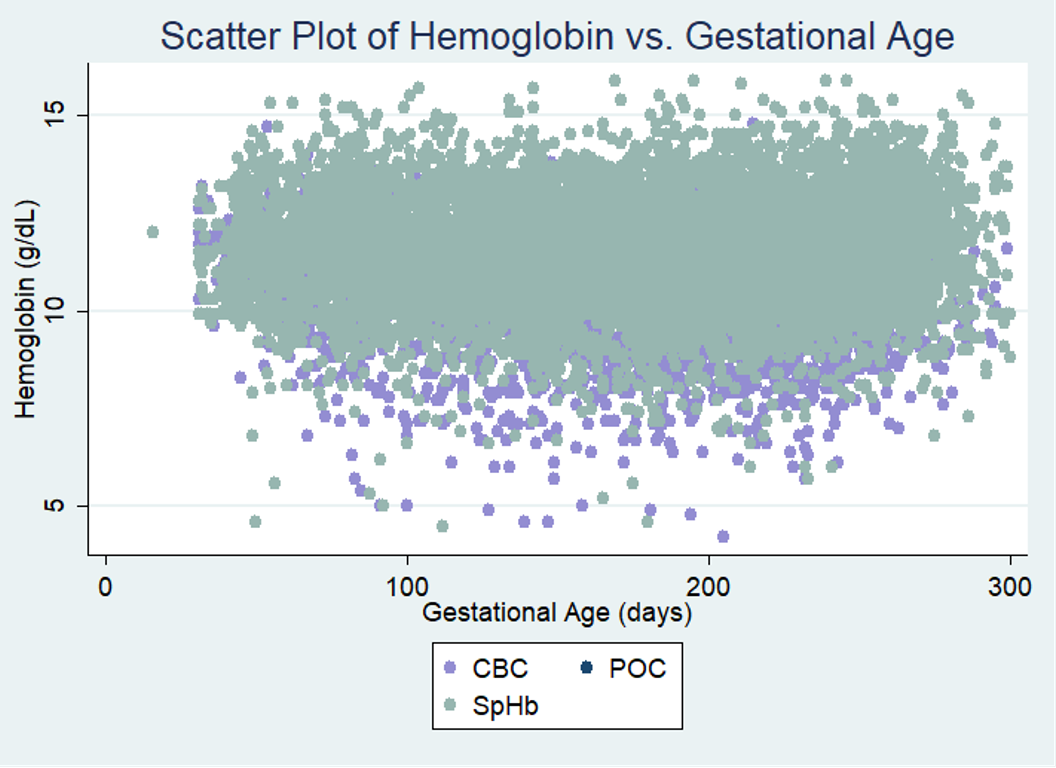 Scatter Plot of Hemoglobin vs. Gestational Age
Hemoglobin (g/dL)
15
10
5
0 100 200 300
Gestational Age (days)
CBC POC
SpHb